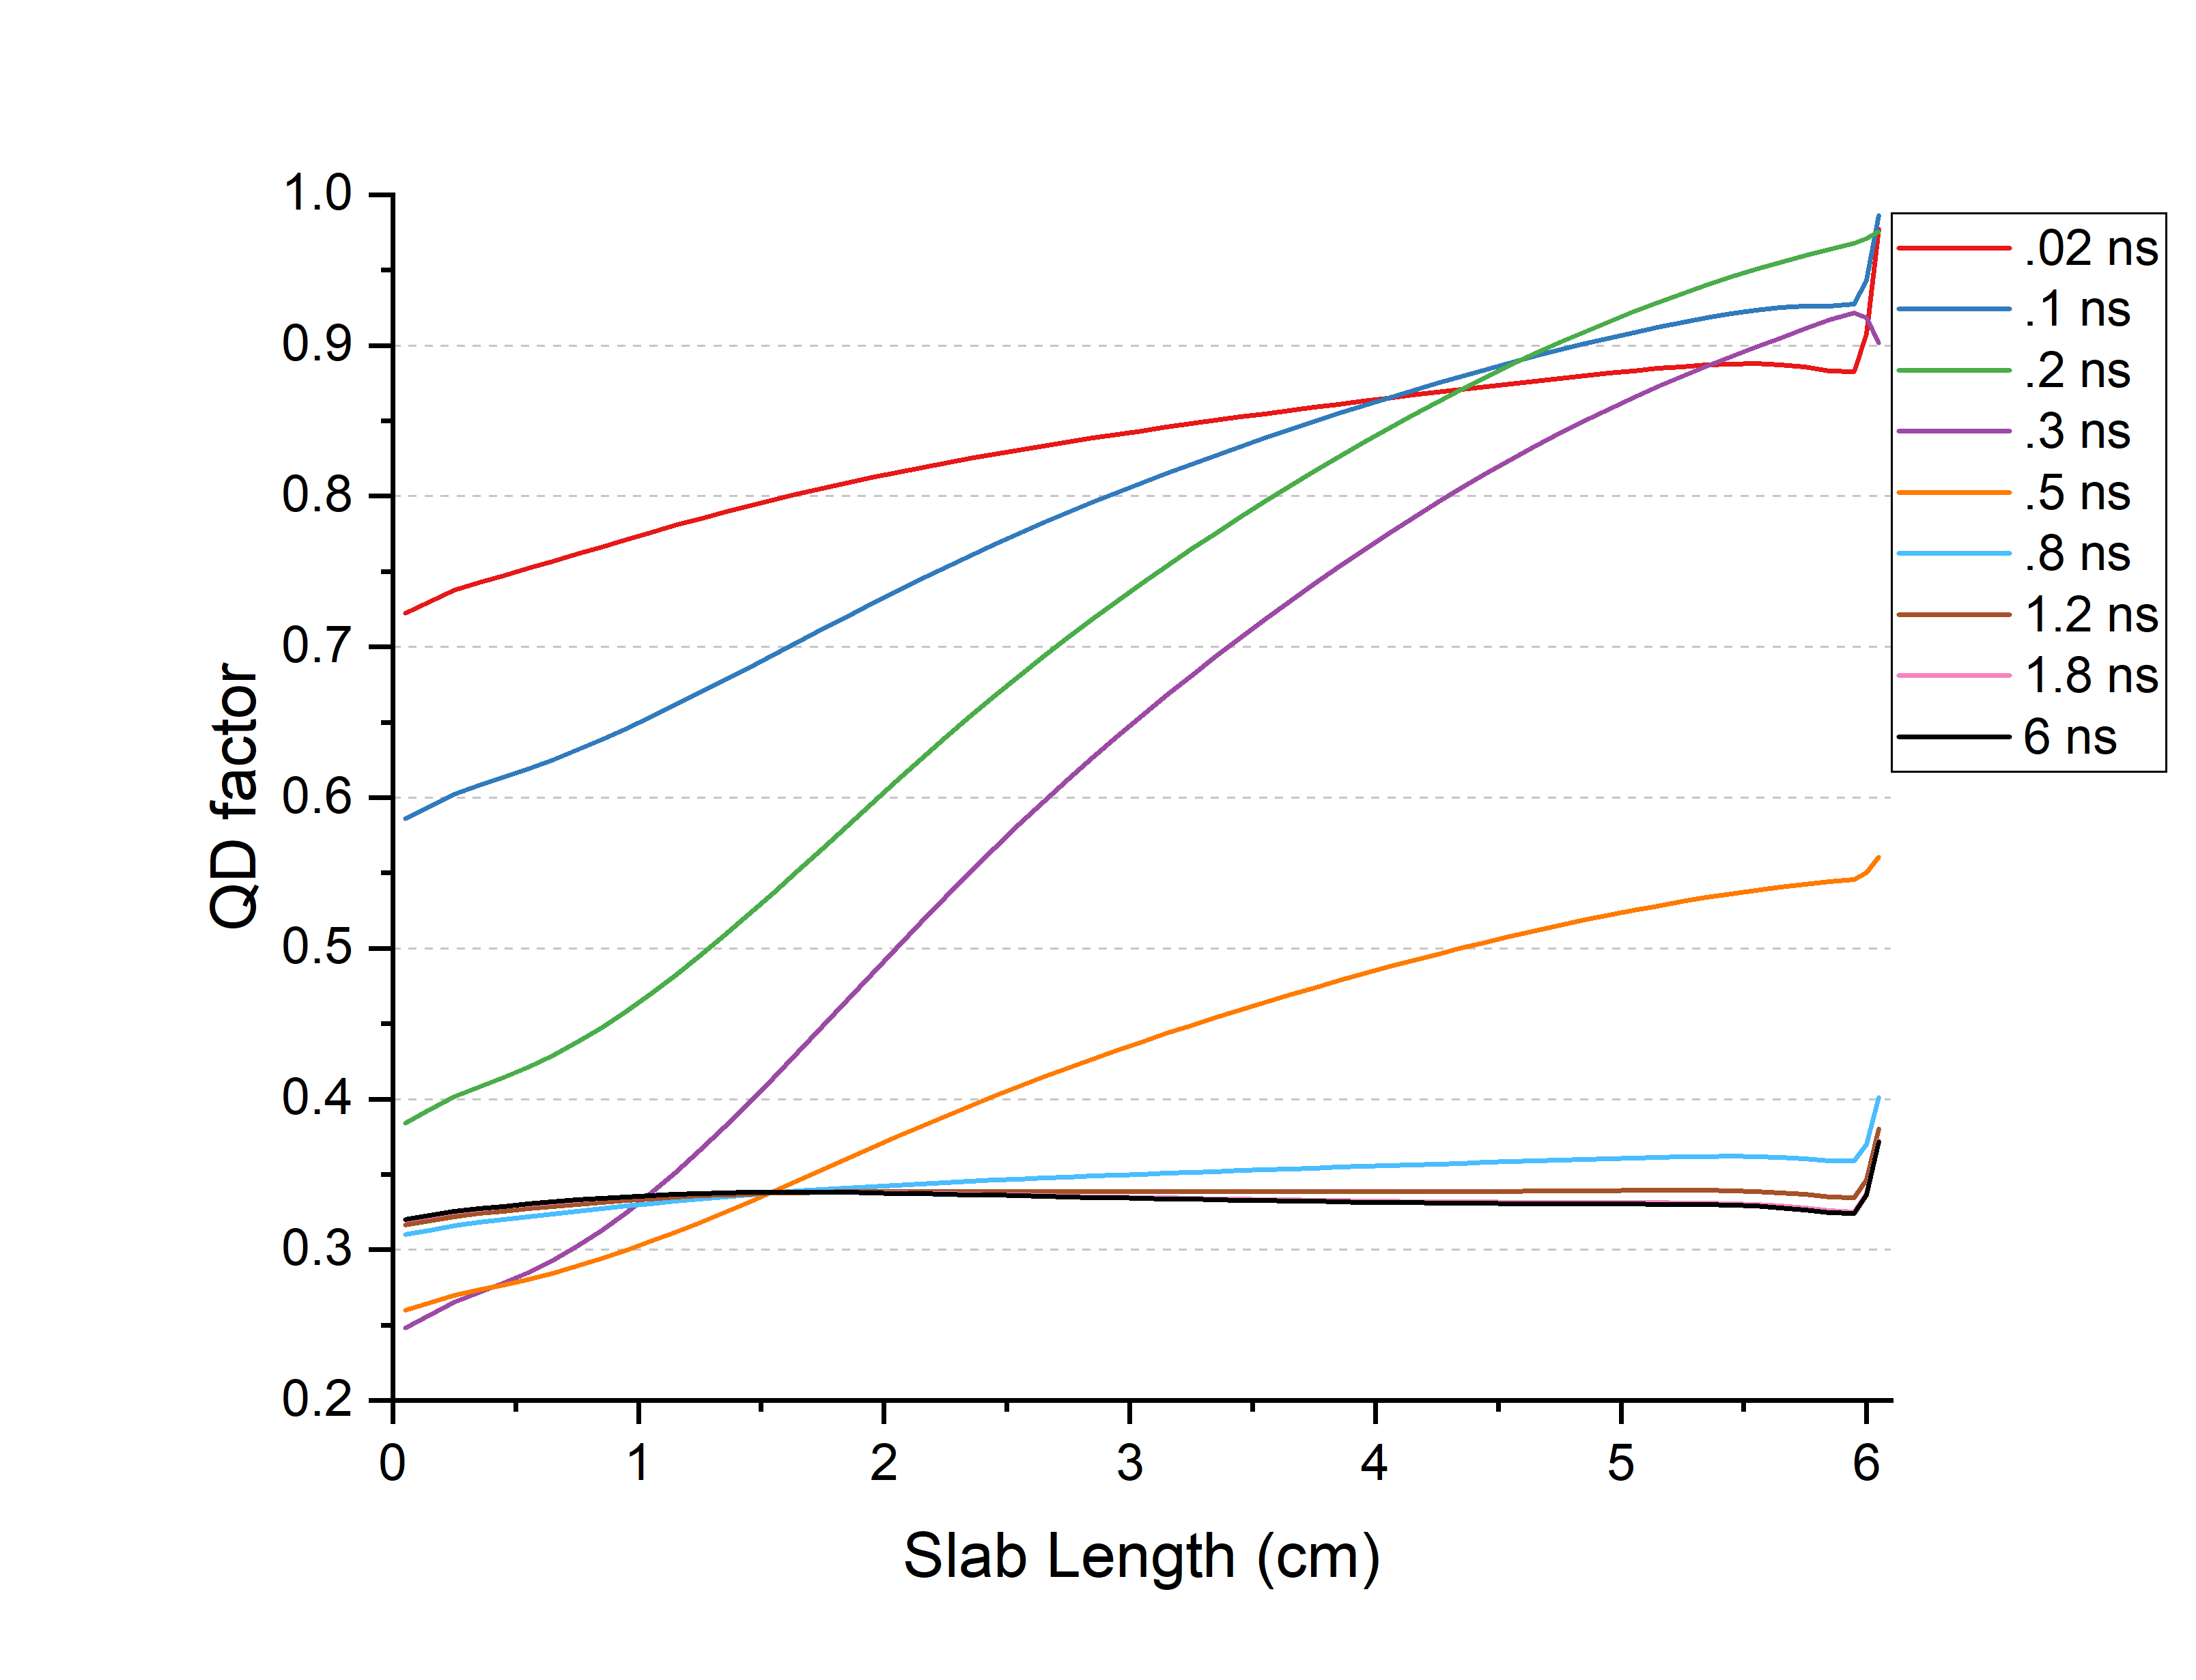 QD factor
1.0
0.9
0.8
0.7
0.6
0.5
0.4
0.3
0.2
0 1 2 3 4 5 6
Slab Length (cm)
.02 ns
.1 ns
.2 ns
.3 ns
.5 ns
.8 ns
1.2 ns
1.8 ns
6 ns